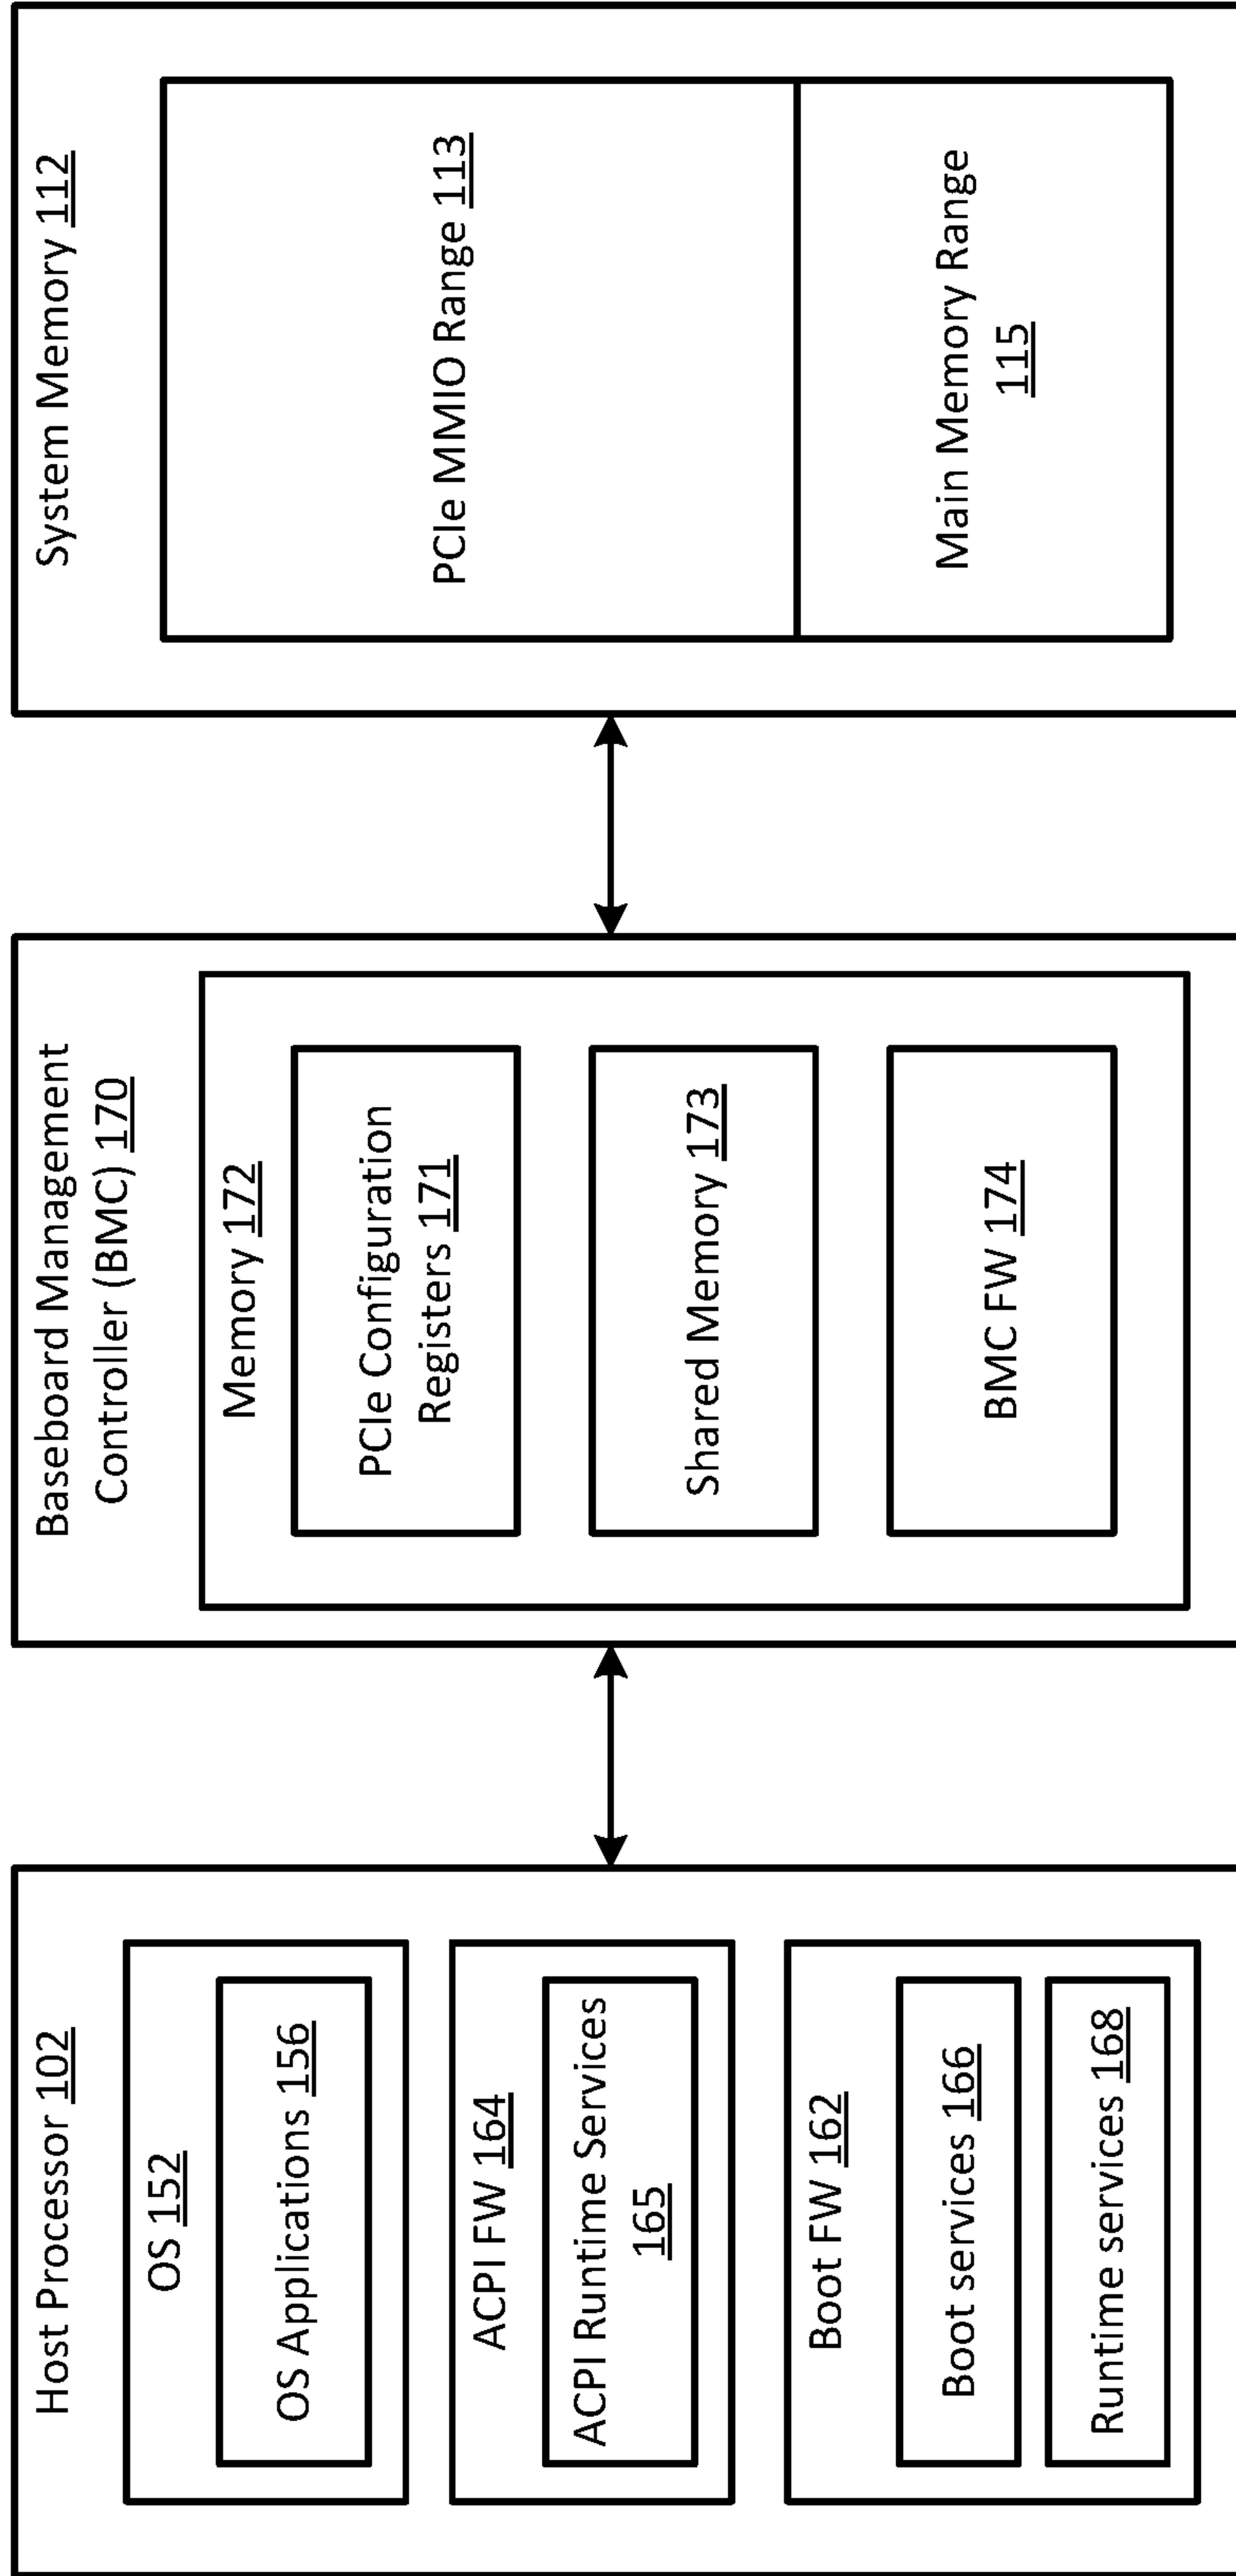 Host Processor 102
OS 152
OS Applications 156
ACPI FW 164
ACPI Runtime Services
165
Boot FW 162
Boot services 166
Runtime services 168
Baseboard Management
Controller (BMC) 170
Memory 172
PCIe Configuration
Registers 171
Shared Memory 173
BMC FW 174
System Memory 112
PCIe MMIO Range 113
Main Memory Range
115